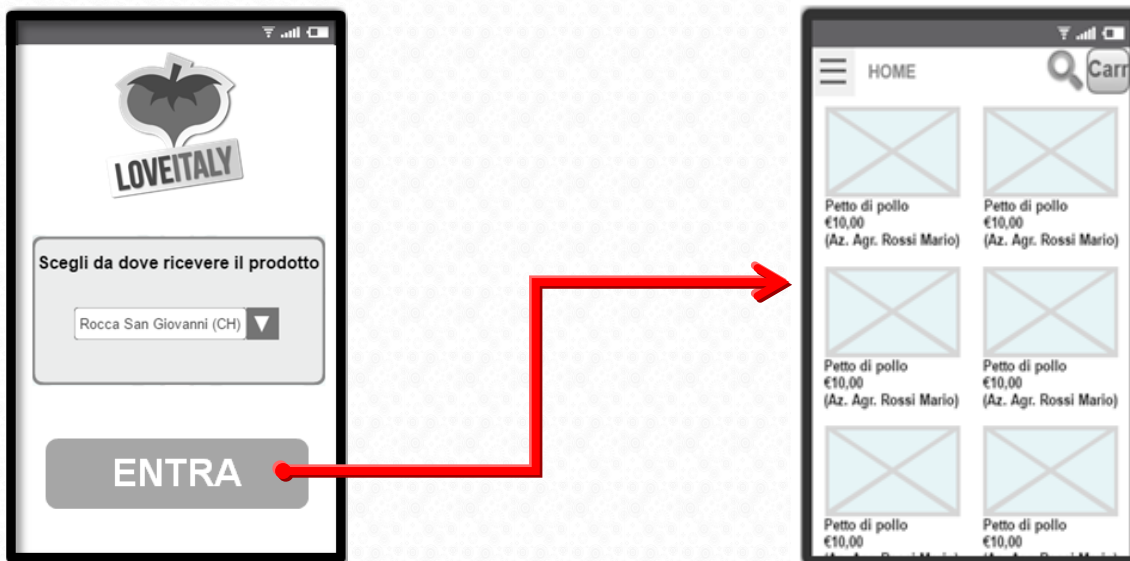 LOVEITALY
Scegli da dove ricevere il prodotto
Rocca San Giovanni (CH)
ENTRA
HOME
Carr
Petto di pollo
€10,00
(Az. Agr. Rossi Mario)
Petto di pollo
€10,00
(Az. Agr. Rossi Mario)
Petto di pollo
€10,00
(Az. Agr. Rossi Mario)
Petto di pollo
€10,00
(Az. Agr. Rossi Mario)
Petto di pollo
€10,00
Petto di pollo
€10,00